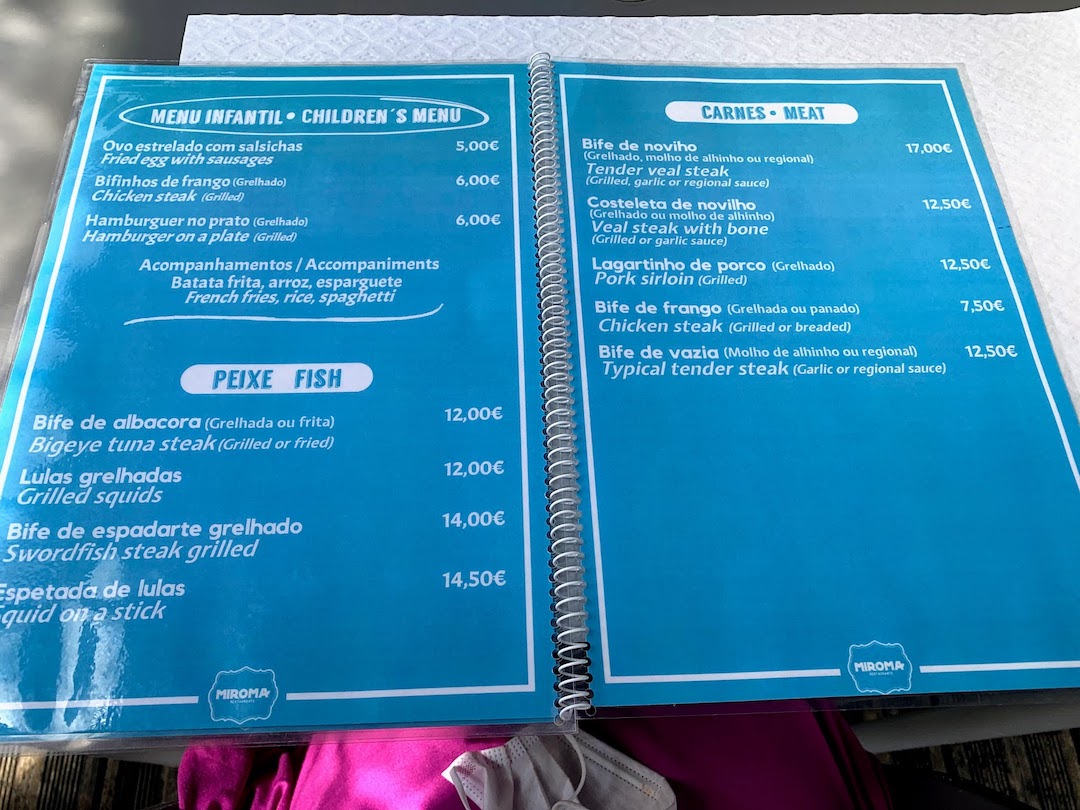 MENU INFANTIL • CHILDREN´S MENU
Ovo estrelado com salsichas 5,00€
Fried egg with sausages
Bifinhos de frango (Grelhado) 6,00€
Chicken steak (Grilled)
Hamburguer no prato (Grelhado) 6,00€
Hamburger on a plate (Grilled)
Acompanhamentos / Accompaniments
Batata frita, arroz, esparguete
French fries, rice, spaghetti
PEIXE FISH
Bife de albacora (Grelhada ou frita) 12,00€
Bigeye tuna steak (Grilled or fried)
Lulas grelhadas 12,00€
Grilled squids
Bife de espadarte grelhado 14,00€
Swordfish steak grilled
Espetada de lulas 14,50€
Squid on a stick
MIROMA
RESTAURANTE
CARNES • MEAT
Bife de noviho 17,00€
(Grelhado, molho de alhinho ou regional)
Tender veal steak
(Grilled, garlic or regional sauce)
Costeleta de novilho 12,50€
(Grelhado ou molho de alhinho)
Veal steak with bone
(Grilled or garlic sauce)
Lagartinho de porco (Grelhado) 12,50€
Pork sirloin (Grilled)
Bife de frango (Grelhada ou panado) 7,50€
Chicken steak (Grilled or breaded)
Bife de vazia (Molho de alhinho ou regional) 12,50€
Typical tender steak (Garlic or regional sauce)
MIROMA
RESTAURANTE